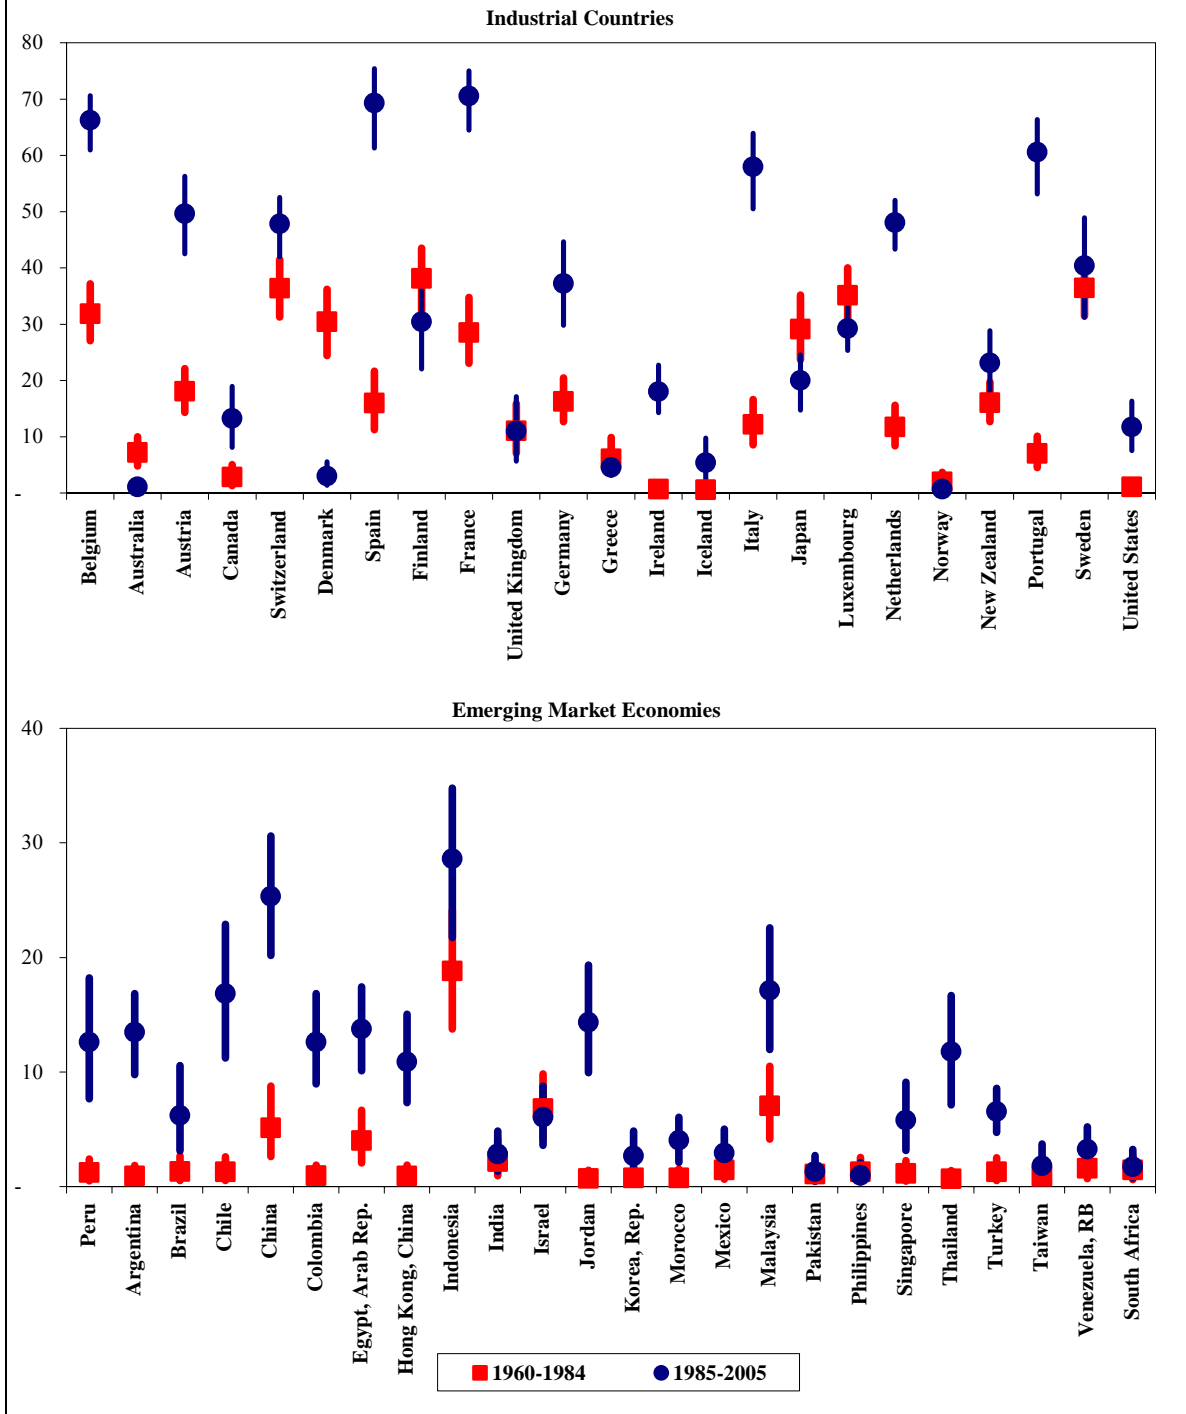 Industrial Countries
80
70
60
50
40
30
20
10
-
Belgium
Australia
Austria
Canada
Switzerland
Denmark
Spain
Finland
France
United Kingdom
Germany
Greece
Ireland
Iceland
Italy
Japan
Luxembourg
Netherlands
Norway
New Zealand
Portugal
Sweden
United States
Emerging Market Economies
40
30
20
10
-
Peru
Argentina
Brazil
Chile
China
Colombia
Egypt, Arab Rep.
Hong Kong, China
Indonesia
India
Israel
Jordan
Korea, Rep.
Morocco
Mexico
Malaysia
Pakistan
Philippines
Singapore
Thailand
Turkey
Taiwan
Venezuela, RB
South Africa
1960-1984
1985-2005